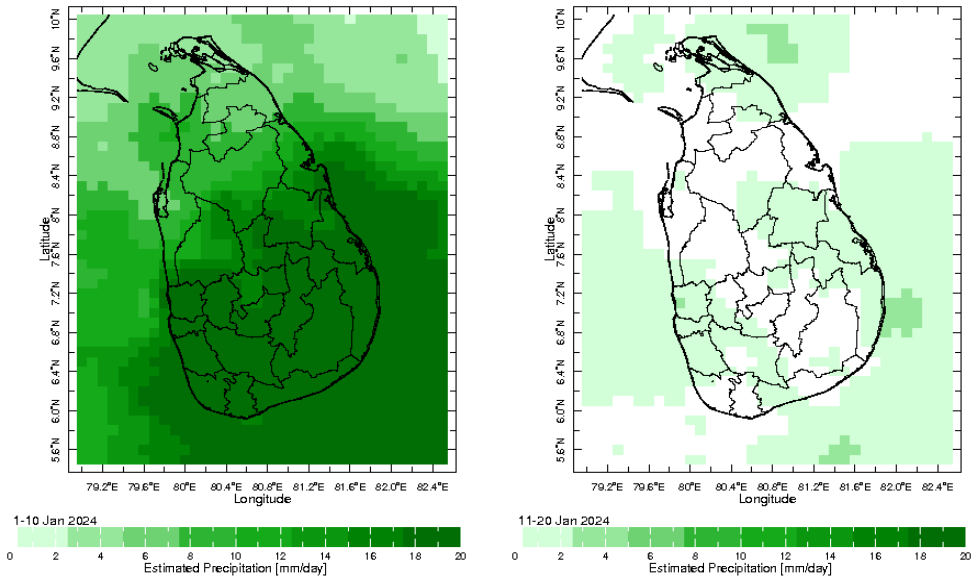 10°N
9.6°N
9.2°N
8.8°N
8.4°N
8°N
7.6°N
7.2°N
6.8°N
6.4°N
6.0°N
5.6°N
Latitude
79.2°E 79.6°E 80°E 80.4°E 80.8°E 81.2°E 81.6°E 82.0°E 82.4°E
Longitude
1-10 Jan 2024
0 2 4 6 8 10 12 14 16 18 20
Estimated Precipitation [mm/day]
10°N
9.6°N
9.2°N
8.8°N
8.4°N
8°N
7.6°N
7.2°N
6.8°N
6.4°N
6.0°N
5.6°N
Latitude
79.2°E 79.6°E 80°E 80.4°E 80.8°E 81.2°E 81.6°E 82.0°E 82.4°E
Longitude
11-20 Jan 2024
0 2 4 6 8 10 12 14 16 18 20
Estimated Precipitation [mm/day]